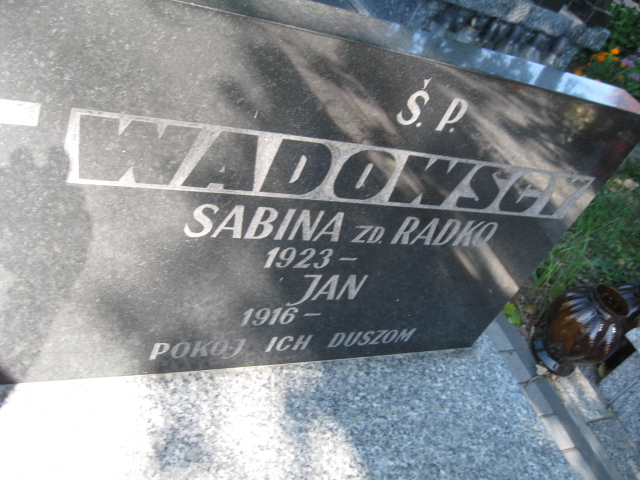 Ś. P.
WADOWSCY
SABINA ZD. RADKO
1923 –
JAN
1916 –
POKÓJ ICH DUSZOM